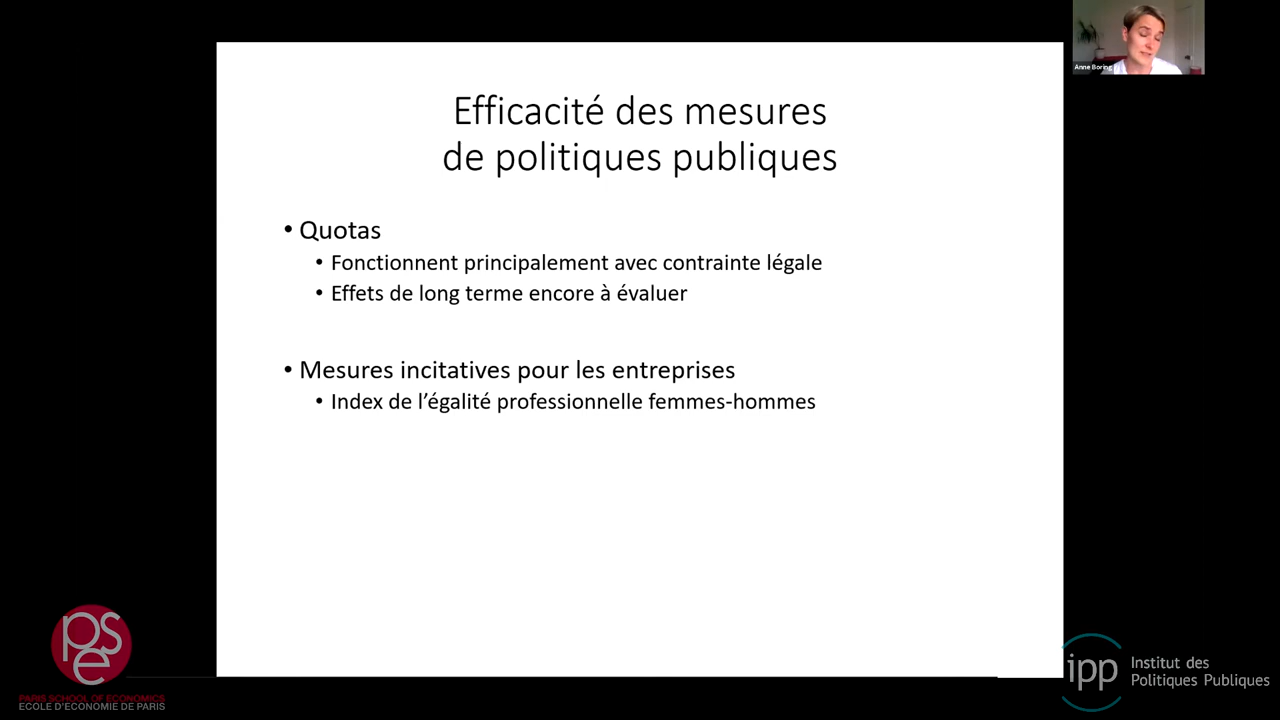 Anne Boring
Efficacité des mesures
de politiques publiques
• Quotas
• Fonctionnent principalement avec contrainte légale
• Effets de long terme encore à évaluer
• Mesures incitatives pour les entreprises
• Index de l’égalité professionnelle femmes-hommes
pse
PARIS SCHOOL OF ECONOMICS
ECOLE D'ECONOMIE DE PARIS
ipp
Institut des
Politiques Publiques